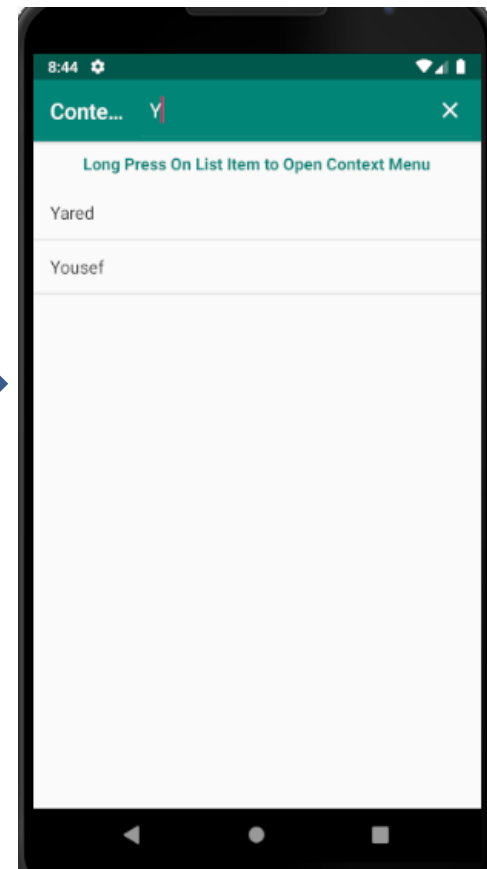 8:44
Conte... Y
Long Press On List Item to Open Context Menu
Yared
Yousef